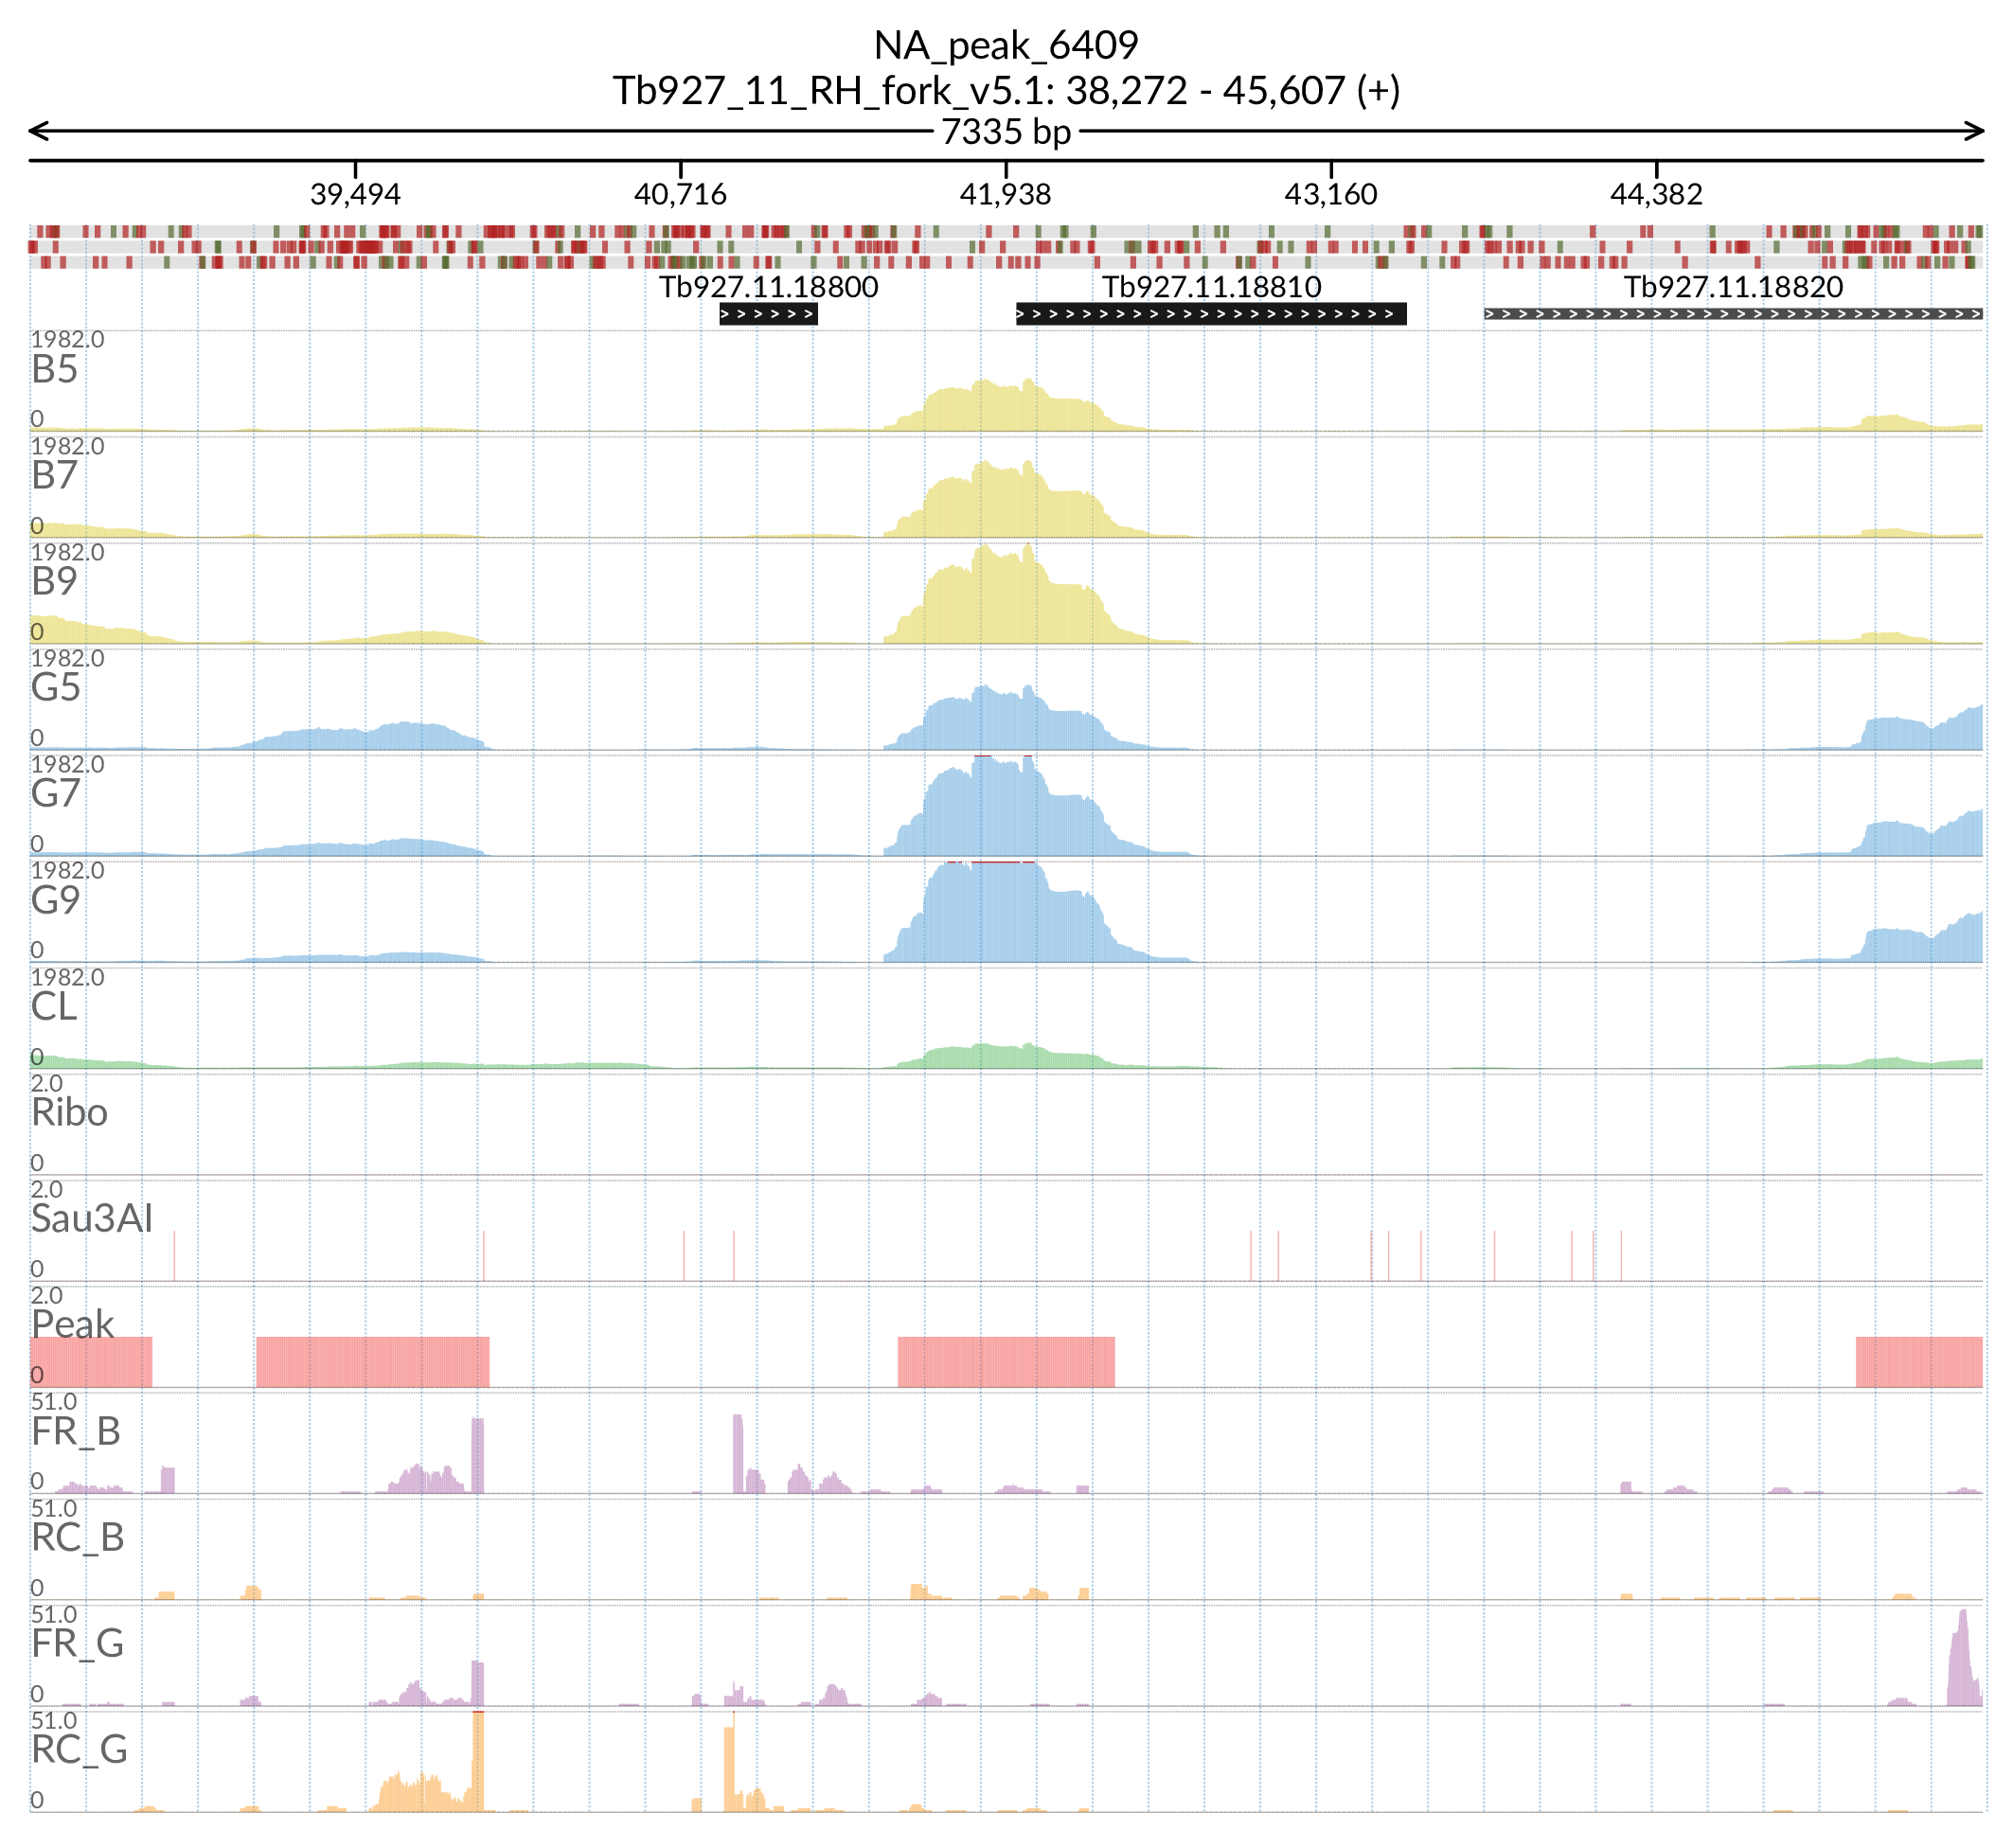 NA_peak_6409
Tb927_11_RH_fork_v5.1: 38,272 - 45,607 (+)
7335 bp
39,494 40,716 41,938 43,160 44,382
Tb927.11.18800 Tb927.11.18810 Tb927.11.18820
1982.0
B5
0
1982.0
B7
0
1982.0
B9
0
1982.0
G5
0
1982.0
G7
0
1982.0
G9
0
1982.0
CL
0
2.0
Ribo
0
2.0
Sau3AI
0
2.0
Peak
0
51.0
FR_B
0
51.0
RC_B
0
51.0
FR_G
0
51.0
RC_G
0